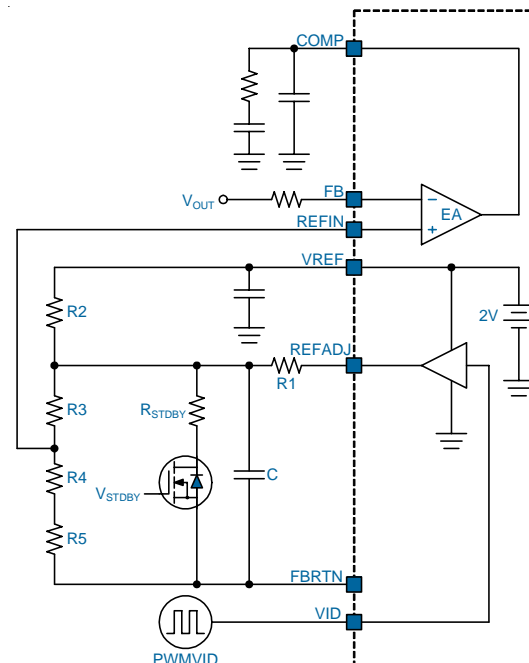 COMP
FB
V_OUT
EA
REFIN
VREF
R2
2V
REFADJ
R1
R3
R_STDBY
R4
C
V_STDBY
R5
FBRTN
VID
PWMVID